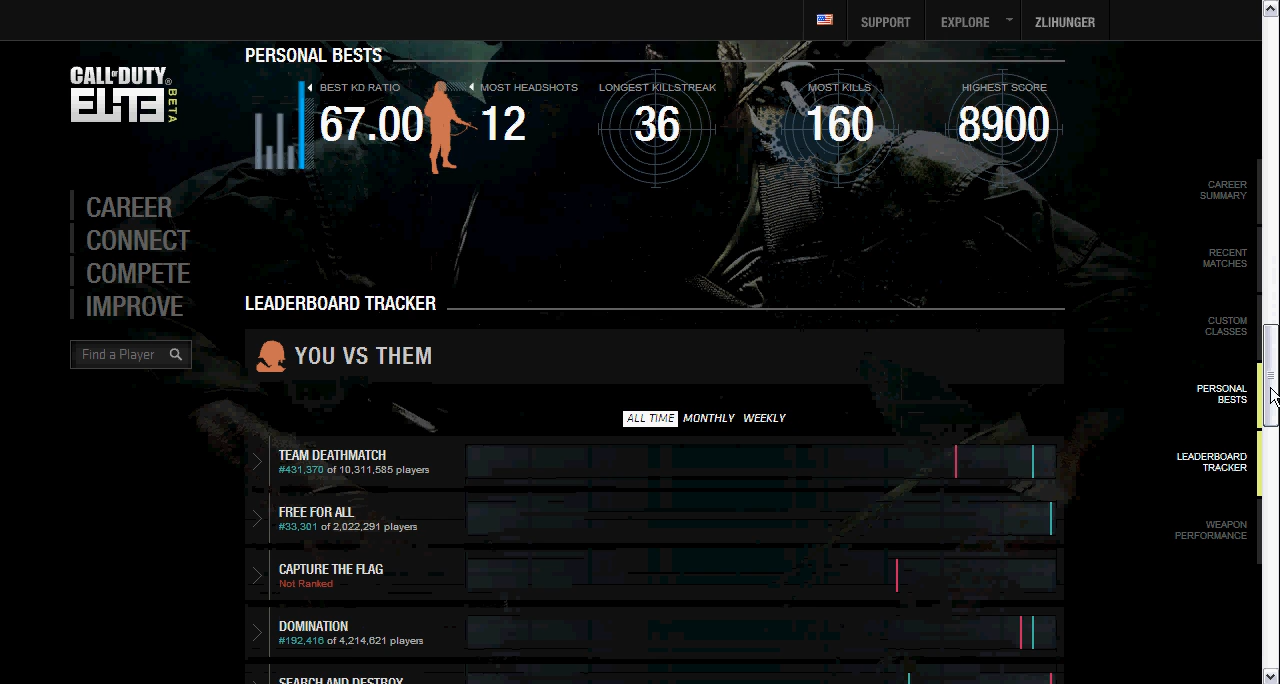 SUPPORT
EXPLORE
ZLIHUNGER
CALL OF DUTY®
ELITE BETA
CAREER
CONNECT
COMPETE
IMPROVE
Find a Player
PERSONAL BESTS
BEST KD RATIO
67.00
MOST HEADSHOTS
12
LONGEST KILLSTREAK
36
MOST KILLS
160
HIGHEST SCORE
8900
LEADERBOARD TRACKER
YOU VS THEM
ALL TIME MONTHLY WEEKLY
TEAM DEATHMATCH
#431,370 of 10,311,585 players
FREE FOR ALL
#33,301 of 2,022,291 players
CAPTURE THE FLAG
Not Ranked
DOMINATION
#192,416 of 4,214,621 players
SEARCH AND DESTROY
CAREER
SUMMARY
RECENT
MATCHES
CUSTOM
CLASSES
PERSONAL
BESTS
LEADERBOARD
TRACKER
WEAPON
PERFORMANCE